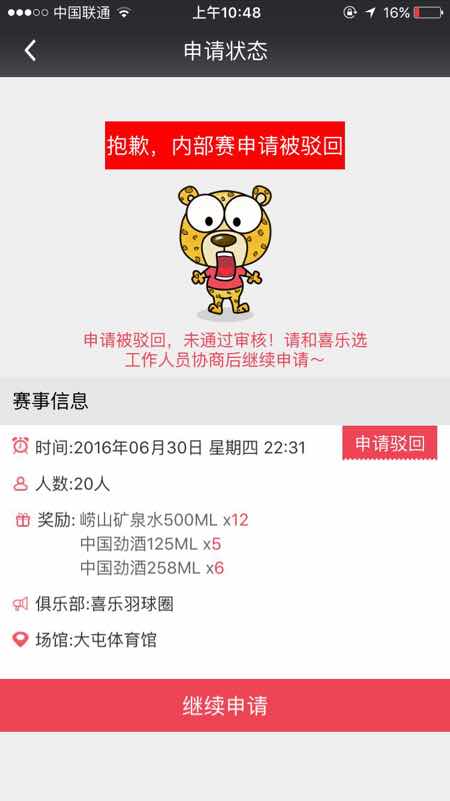 中国联通 上午10:48 16%
申请状态
抱歉，内部赛申请被驳回
申请被驳回，未通过审核！请和喜乐选
工作人员协商后继续申请～
赛事信息
时间:2016年06月30日 星期四 22:31 申请驳回
人数:20人
奖励: 崂山矿泉水500ML x12
中国劲酒125ML x5
中国劲酒258ML x6
俱乐部:喜乐羽球圈
场馆:大屯体育馆
继续申请